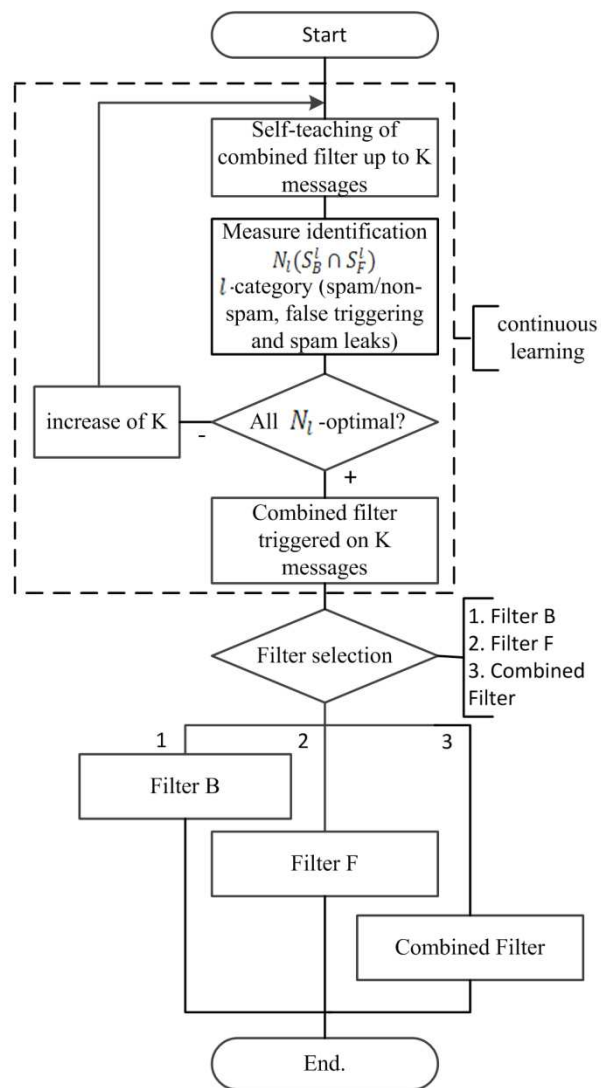 Start
Self-teaching of
combined filter up to K
messages
Measure identification
N_l(S_B^l ∩ S_F^l)
l-category (spam/non-
spam, false triggering
and spam leaks)
continuous
learning
increase of K
-
All N_l -optimal?
+
Combined filter
triggered on K
messages
Filter selection
1. Filter B
2. Filter F
3. Combined
Filter
1
2
3
Filter B
Filter F
Combined Filter
End.